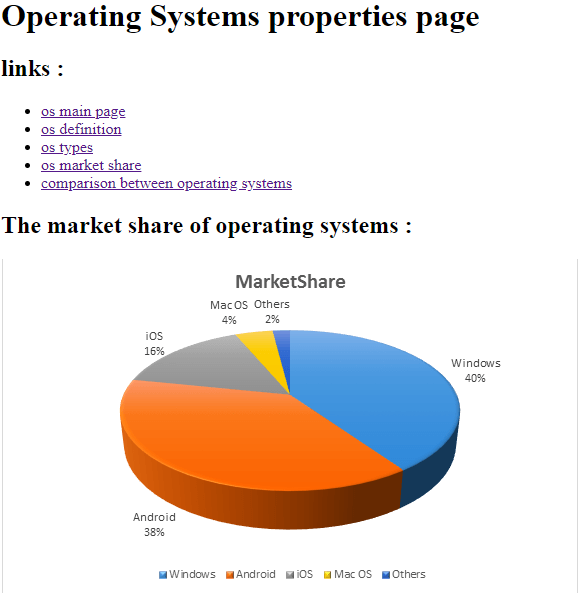 Operating Systems properties page
links :
os main page
os definition
os types
os market share
comparison between operating systems
The market share of operating systems :
MarketShare
MacOS Others
4% 2%
iOS
16%
Windows
40%
Android
38%
Windows Android iOS Mac OS Others